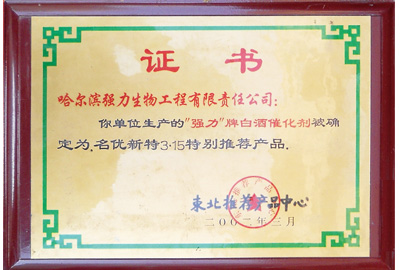 证书
哈尔滨强力生物工程有限责任公司:
你单位生产的"强力"牌白酒催化剂被确
定为,名优新特3·15特别推荐产品.
东北推荐产品中心
二00二年三月